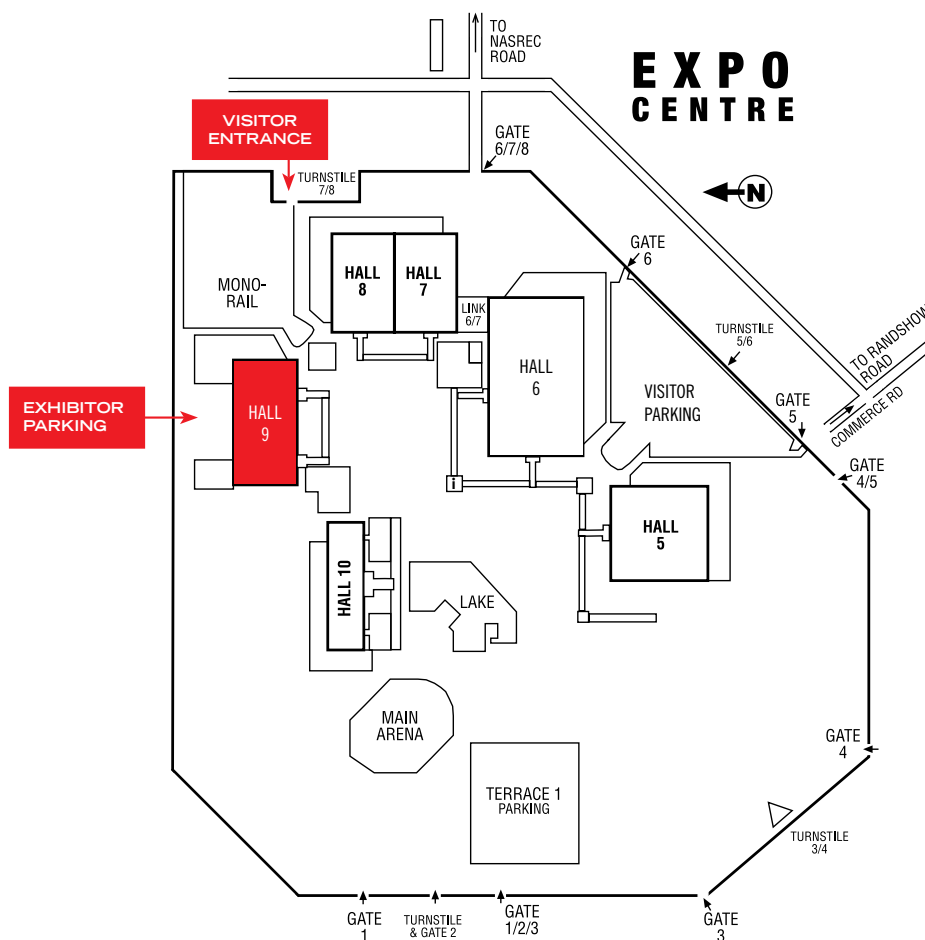 TO
NASREC
ROAD
EXPO
CENTRE
VISITOR
ENTRANCE
GATE
6/7/8
TURNSTILE
7/8
N
GATE
6
MONO-
RAIL
HALL
8
HALL
7
LINK
6/7
TURNSTILE
5/6
TO RANDSHOW
ROAD
COMMERCE RD
HALL
6
VISITOR
PARKING
EXHIBITOR
PARKING
HALL
9
GATE
5
GATE
4/5
i
HALL
5
HALL 10
LAKE
MAIN
ARENA
GATE
4
TERRACE 1
PARKING
TURNSTILE
3/4
GATE
1
TURNSTILE
& GATE 2
GATE
1/2/3
GATE
3